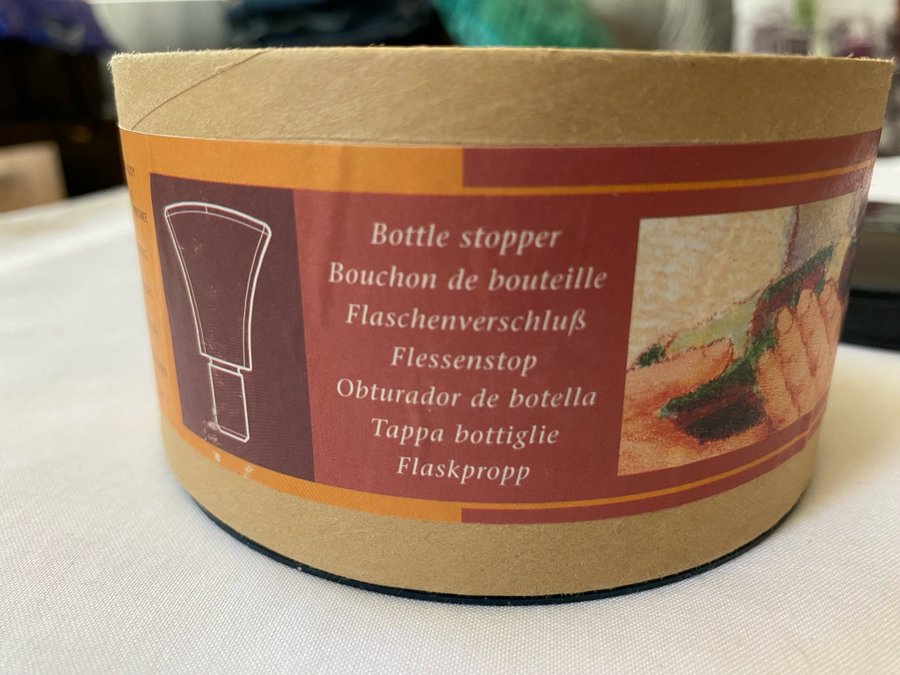 Bottle stopper
Bouchon de bouteille
Flaschenverschluß
Flessenstop
Obturador de botella
Tappa bottiglie
Flaskpropp